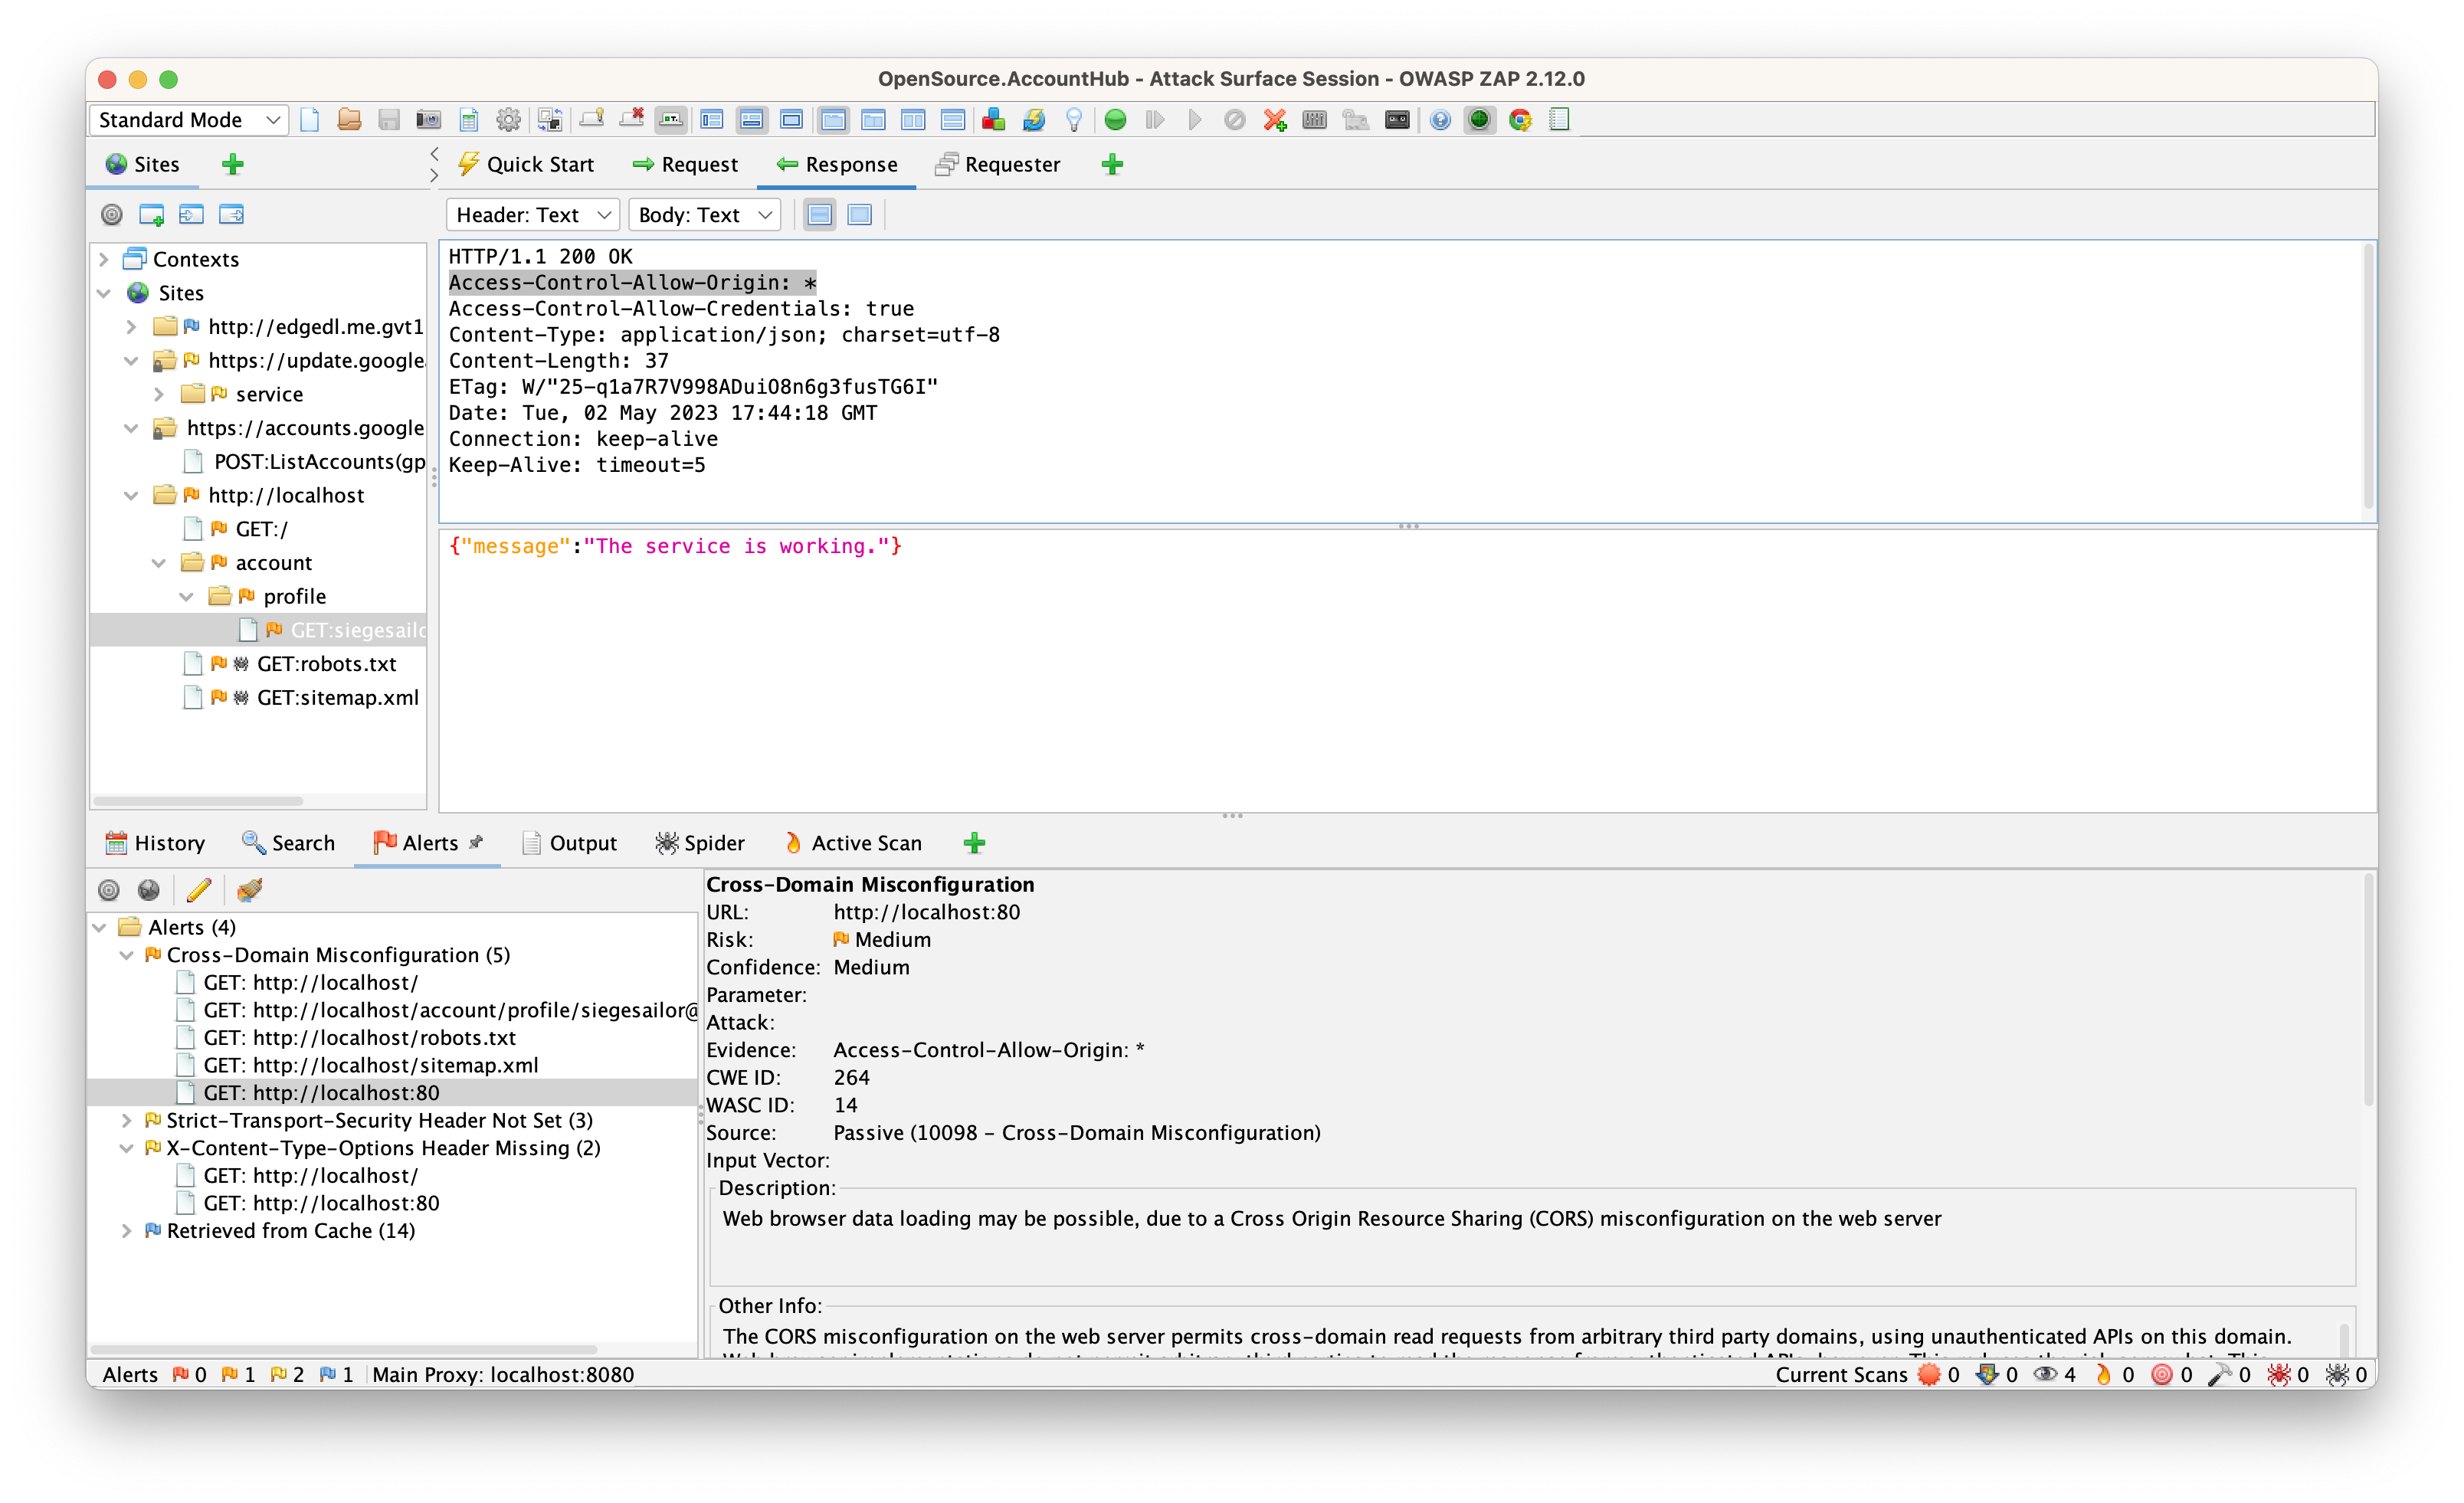 OpenSource.AccountHub - Attack Surface Session - OWASP ZAP 2.12.0
Standard Mode
Sites
Quick Start
Request
Response
Requester
Header: Text
Body: Text
Contexts
Sites
http://edgedl.me.gvt1
https://update.google
service
https://accounts.google
POST:ListAccounts(gp
http://localhost
GET:/
account
profile
GET:siegesailo
GET:robots.txt
GET:sitemap.xml
HTTP/1.1 200 OK
Access-Control-Allow-Origin: *
Access-Control-Allow-Credentials: true
Content-Type: application/json; charset=utf-8
Content-Length: 37
ETag: W/"25-q1a7R7V998ADuiO8n6g3fusTG6I"
Date: Tue, 02 May 2023 17:44:18 GMT
Connection: keep-alive
Keep-Alive: timeout=5
{"message":"The service is working."}
History
Search
Alerts
Output
Spider
Active Scan
Alerts (4)
Cross-Domain Misconfiguration (5)
GET: http://localhost/
GET: http://localhost/account/profile/siegesailor@
GET: http://localhost/robots.txt
GET: http://localhost/sitemap.xml
GET: http://localhost:80
Strict-Transport-Security Header Not Set (3)
X-Content-Type-Options Header Missing (2)
GET: http://localhost/
GET: http://localhost:80
Retrieved from Cache (14)
Cross-Domain Misconfiguration
URL: http://localhost:80
Risk: Medium
Confidence: Medium
Parameter:
Attack:
Evidence: Access-Control-Allow-Origin: *
CWE ID: 264
WASC ID: 14
Source: Passive (10098 - Cross-Domain Misconfiguration)
Input Vector:
Description:
Web browser data loading may be possible, due to a Cross Origin Resource Sharing (CORS) misconfiguration on the web server
Other Info:
The CORS misconfiguration on the web server permits cross-domain read requests from arbitrary third party domains, using unauthenticated APIs on this domain.
Alerts 0 1 2 1 Main Proxy: localhost:8080
Current Scans 0 0 4 0 0 0 0 0